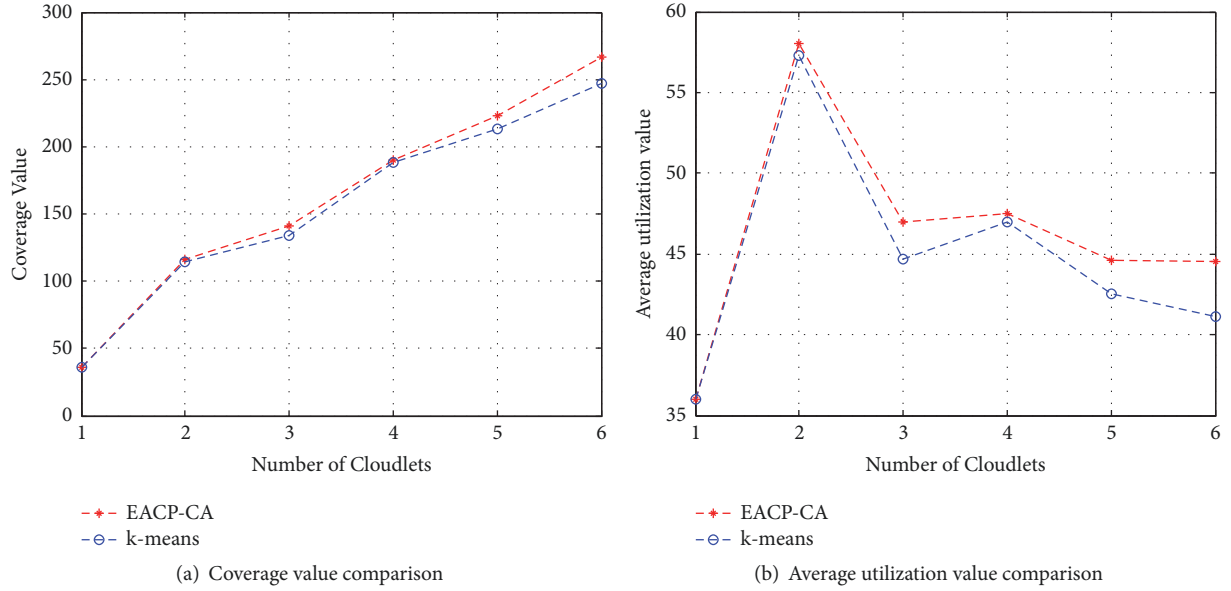 300
250
200
150
100
50
0
Coverage Value
1 2 3 4 5 6
Number of Cloudlets
EACP-CA
k-means
(a) Coverage value comparison
60
55
50
45
40
35
Average utilization value
1 2 3 4 5 6
Number of Cloudlets
EACP-CA
k-means
(b) Average utilization value comparison